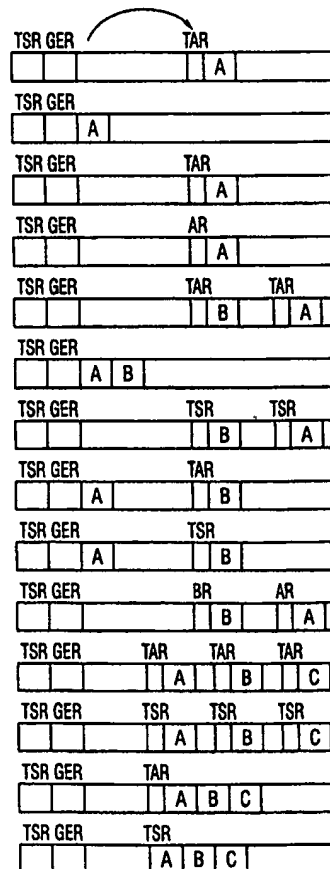 TSR GER TAR
A
TSR GER
A
TSR GER TAR
A
TSR GER AR
A
TSR GER TAR TAR
B A
TSR GER
A B
TSR GER TSR TSR
B A
TSR GER TAR
A B
TSR GER TSR
A B
TSR GER BR AR
B A
TSR GER TAR TAR TAR
A B C
TSR GER TSR TSR TSR
A B C
TSR GER TAR
A B C
TSR GER TSR
A B C